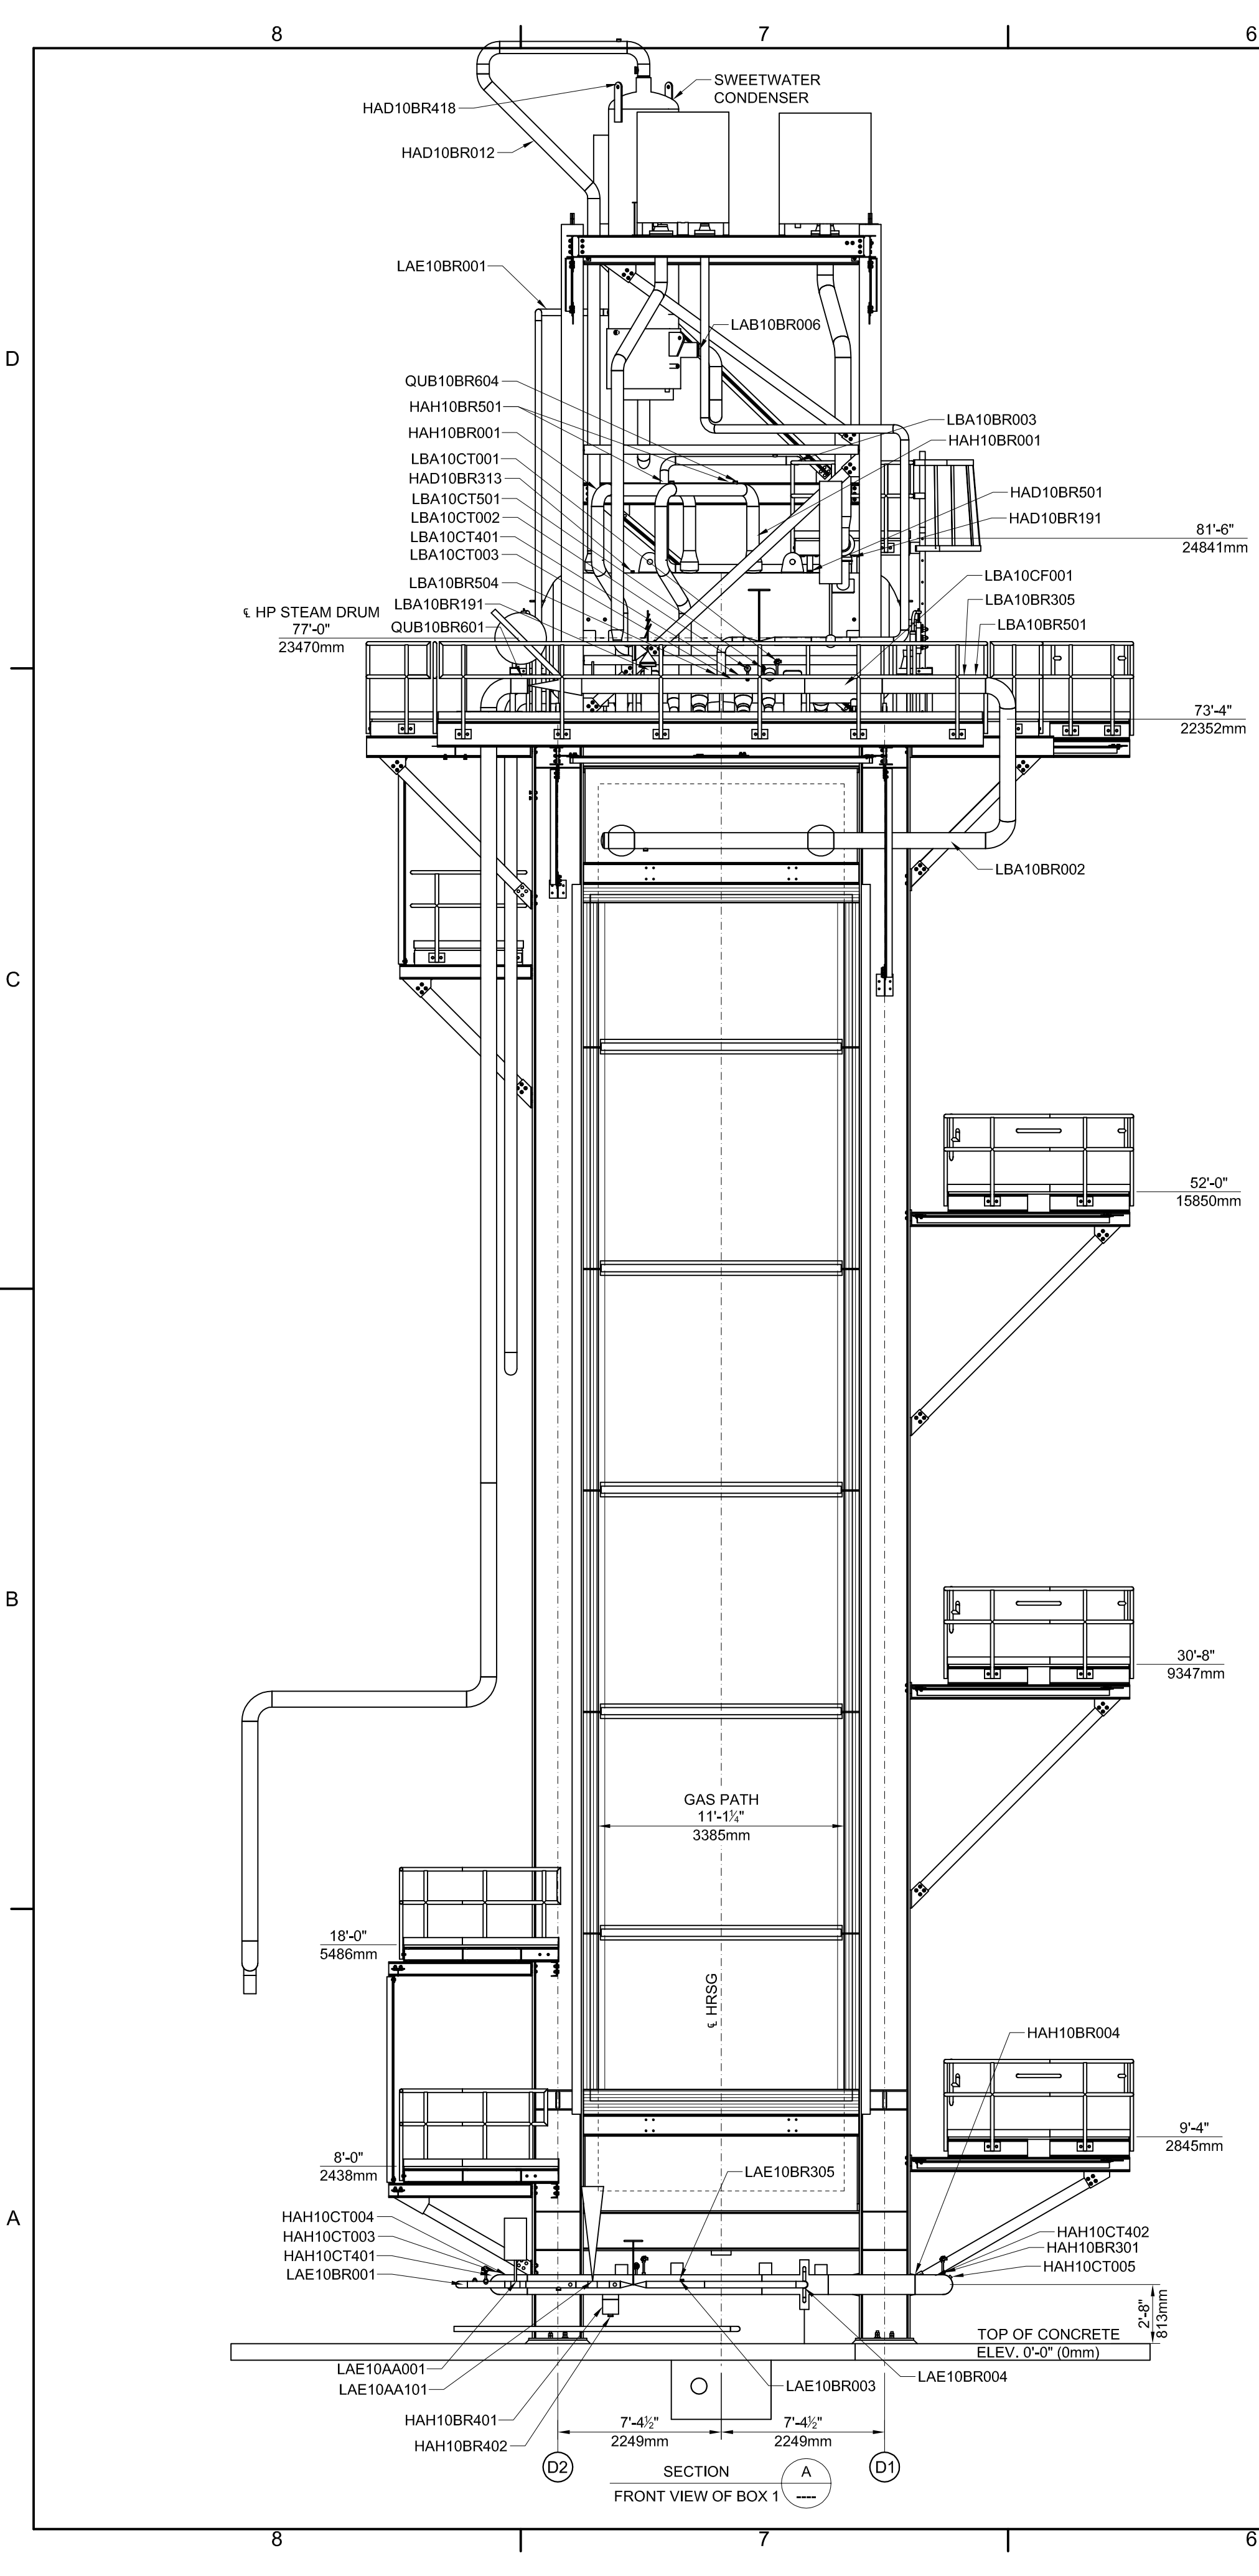 8
7
6
SWEETWATER
CONDENSER
HAD10BR418
HAD10BR012
LAE10BR001
LAB10BR006
D
QUB10BR604
HAH10BR501
HAH10BR001
LBA10CT001
HAD10BR313
LBA10CT501
LBA10CT002
LBA10CT401
LBA10CT003
LBA10BR504
LBA10BR191
QUB10BR601
LBA10BR003
HAH10BR001
HAD10BR501
HAD10BR191
81'-6"
24841mm
LBA10CF001
LBA10BR305
LBA10BR501
℄ HP STEAM DRUM
77'-0"
23470mm
73'-4"
22352mm
LBA10BR002
C
52'-0"
15850mm
B
30'-8"
9347mm
GAS PATH
11'-1¼"
3385mm
18'-0"
5486mm
℄ HRSG
HAH10BR004
9'-4"
2845mm
8'-0"
2438mm
LAE10BR305
A
HAH10CT004
HAH10CT003
HAH10CT401
LAE10BR001
HAH10CT402
HAH10BR301
HAH10CT005
2'-8"
813mm
TOP OF CONCRETE
ELEV. 0'-0" (0mm)
LAE10AA001
LAE10AA101
HAH10BR401
HAH10BR402
LAE10BR003
LAE10BR004
7'-4½"
2249mm
7'-4½"
2249mm
D2
D1
SECTION
A
FRONT VIEW OF BOX 1
----
8
7
6